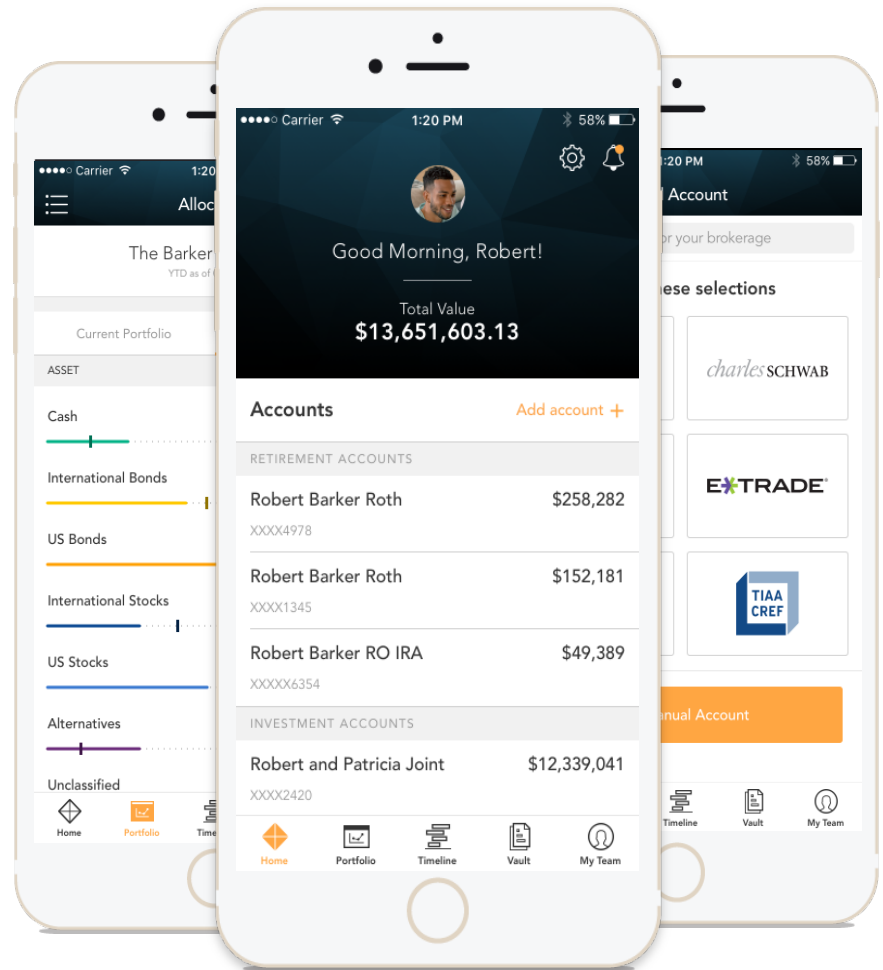 Carrier
1:20
Alloc
The Barker
YTD as of
Current Portfolio
ASSET
Cash
International Bonds
US Bonds
International Stocks
US Stocks
Alternatives
Unclassified
Home
Portfolio
Time
Carrier
1:20 PM
58%
Good Morning, Robert!
Total Value
$13,651,603.13
Accounts
Add account +
RETIREMENT ACCOUNTS
Robert Barker Roth $258,282
XXXX4978
Robert Barker Roth $152,181
XXXX1345
Robert Barker RO IRA $49,389
XXXXX6354
INVESTMENT ACCOUNTS
Robert and Patricia Joint $12,339,041
XXXX2420
Home Portfolio Timeline Vault My Team
:20 PM
58%
Account
or your brokerage
ese selections
charles SCHWAB
E*TRADE
TIAA
CREF
nual Account
Timeline Vault My Team